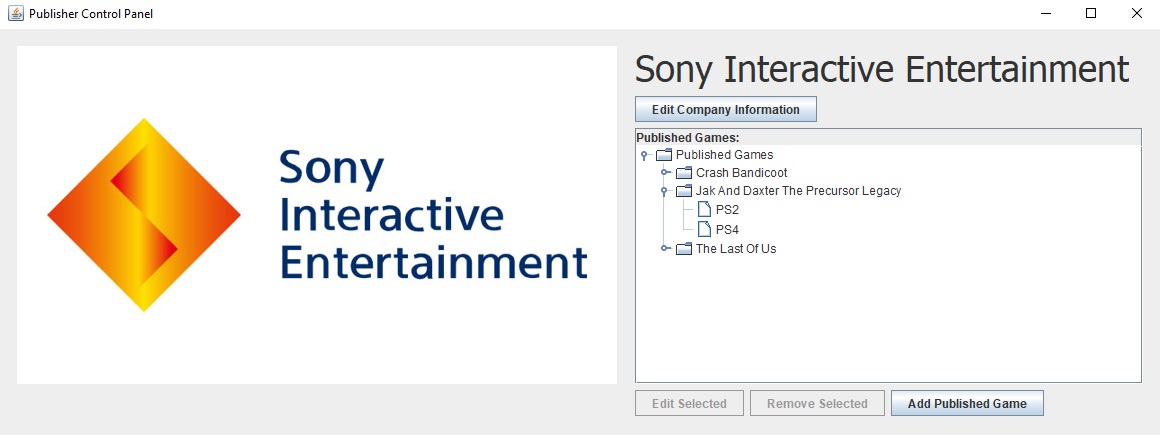 Publisher Control Panel
Sony
Interactive
Entertainment
Sony Interactive Entertainment
Edit Company Information
Published Games:
Published Games
Crash Bandicoot
Jak And Daxter The Precursor Legacy
PS2
PS4
The Last Of Us
Edit Selected
Remove Selected
Add Published Game